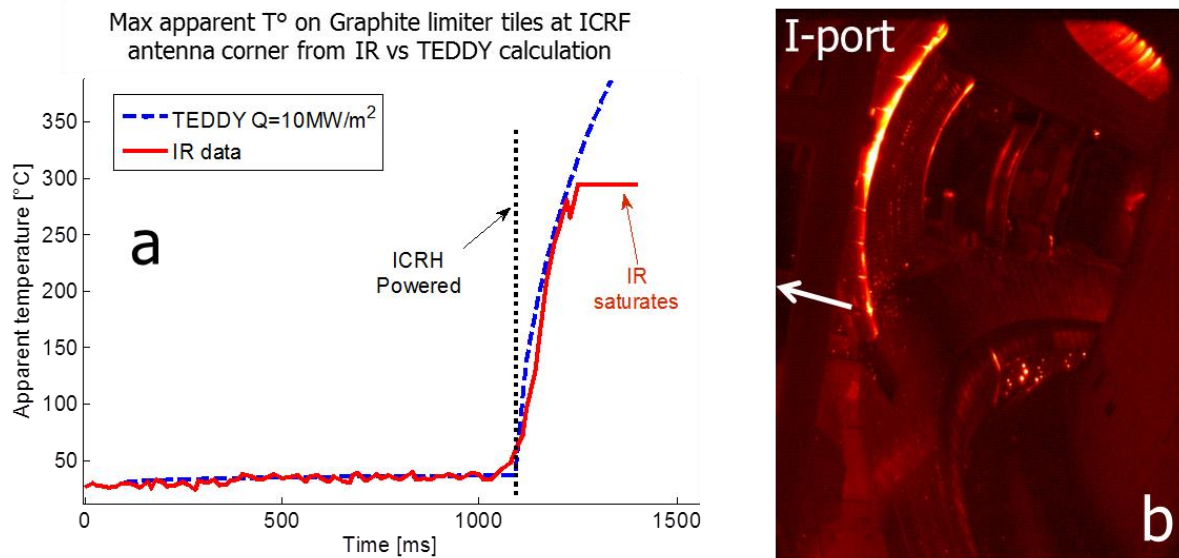 Max apparent T° on Graphite limiter tiles at ICRF
antenna corner from IR vs TEDDY calculation
TEDDY Q=10MW/m²
IR data
350
300
250
200
150
100
50
Apparent temperature [°C]
a
ICRH
Powered
IR
saturates
0
500
1000
1500
Time [ms]
I-port
b